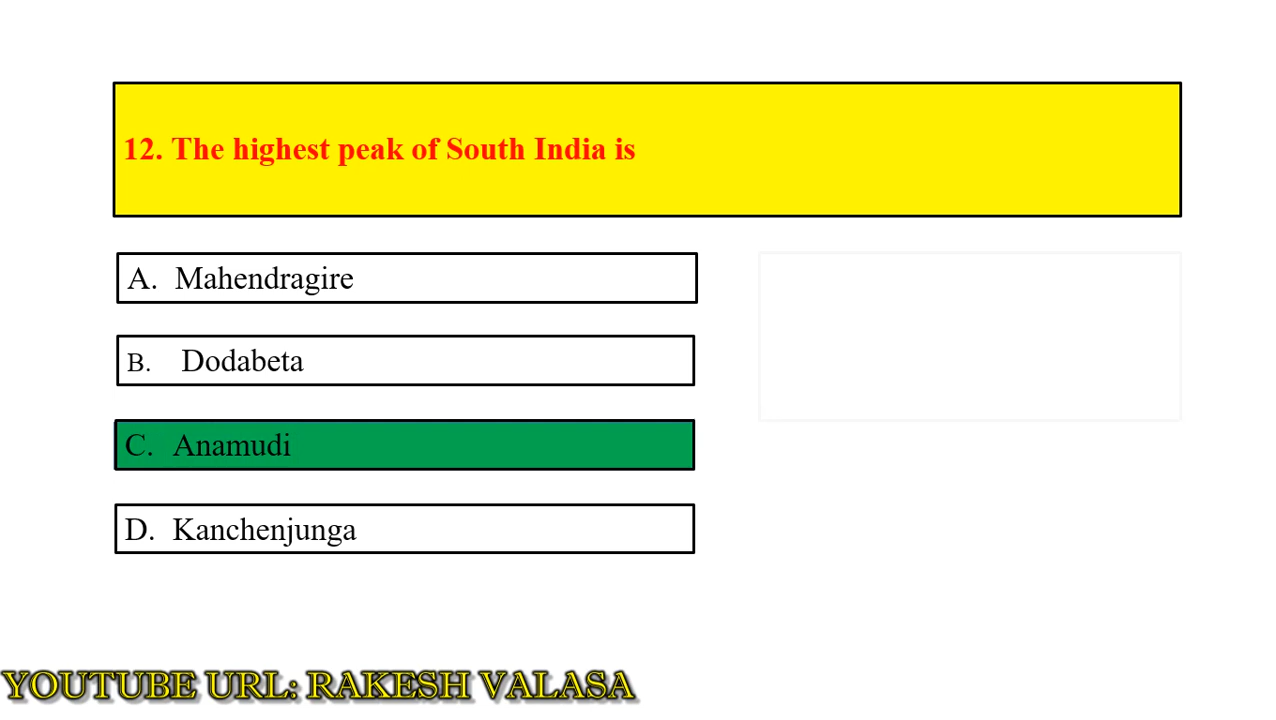 12. The highest peak of South India is
A. Mahendragire
B. Dodabeta
C. Anamudi
D. Kanchenjunga
YOUTUBE URL: RAKESH VALASA